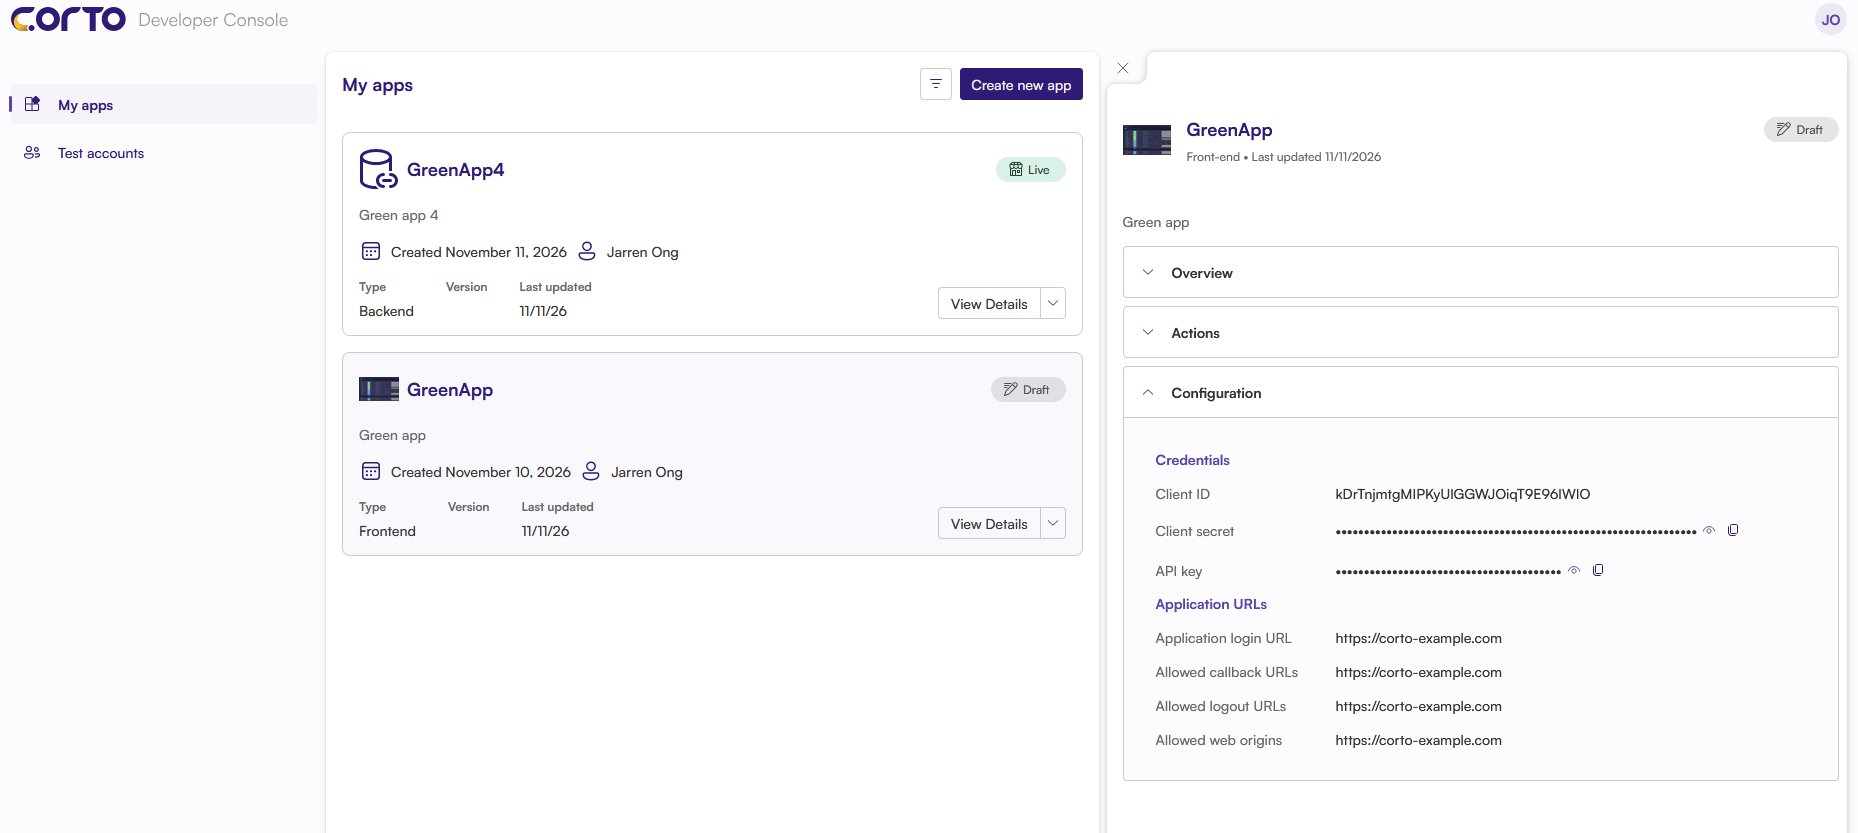 CORTO Developer Console
JO
My apps
Test accounts
My apps
Create new app
GreenApp4
Live
Green app 4
Created November 11, 2026 Jarren Ong
Type Version Last updated
Backend 11/11/26
View Details
GreenApp
Draft
Green app
Created November 10, 2026 Jarren Ong
Type Version Last updated
Frontend 11/11/26
View Details
GreenApp
Draft
Front-end • Last updated 11/11/2026
Green app
Overview
Actions
Configuration
Credentials
Client ID kDrTnjmtgMIPKyUlGGWJOiqT9E96IWIO
Client secret
API key
Application URLs
Application login URL https://corto-example.com
Allowed callback URLs https://corto-example.com
Allowed logout URLs https://corto-example.com
Allowed web origins https://corto-example.com